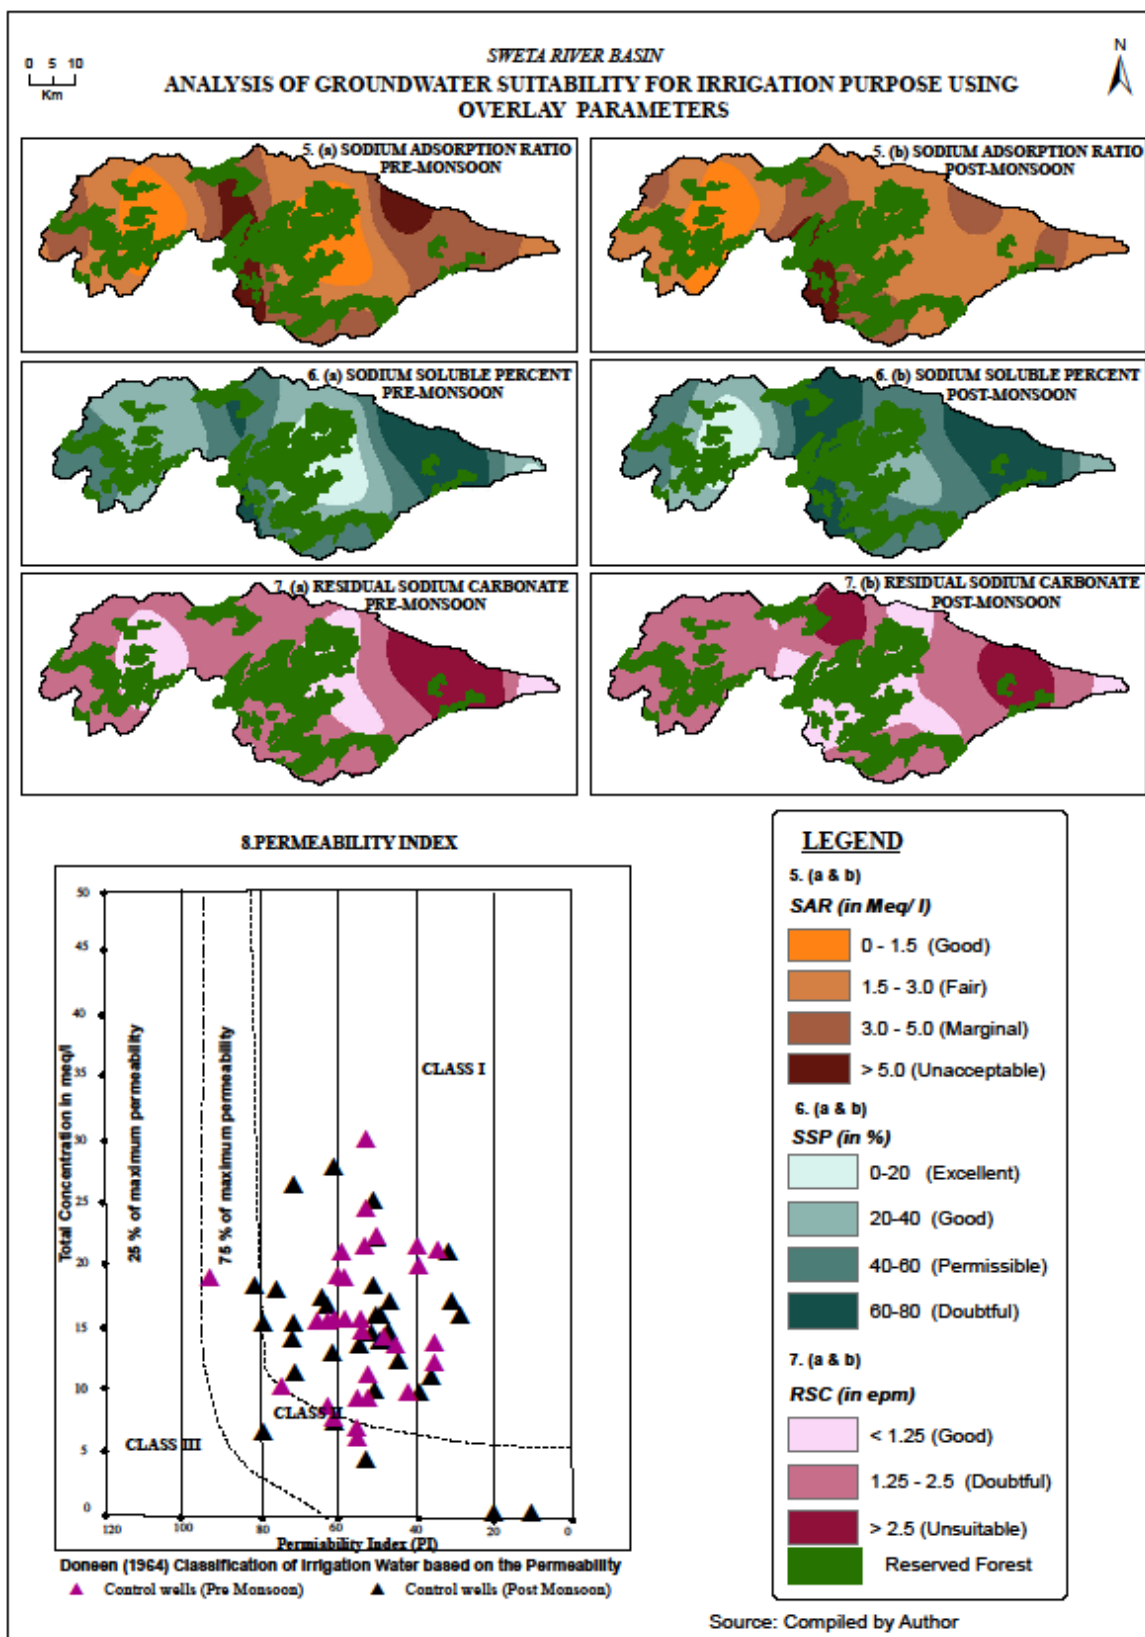 SWETA RIVER BASIN
N
0 5 10
Km
ANALYSIS OF GROUNDWATER SUITABILITY FOR IRRIGATION PURPOSE USING
OVERLAY PARAMETERS
5. (a) SODIUM ADSORPTION RATIO
PRE-MONSOON
5. (b) SODIUM ADSORPTION RATIO
POST-MONSOON
6. (a) SODIUM SOLUBLE PERCENT
PRE-MONSOON
6. (b) SODIUM SOLUBLE PERCENT
POST-MONSOON
7. (a) RESIDUAL SODIUM CARBONATE
PRE-MONSOON
7. (b) RESIDUAL SODIUM CARBONATE
POST-MONSOON
8.PERMEABILITY INDEX
Total Concentration in meq/l
50
45
40
35
30
25
20
15
10
5
0
25 % of maximum permeability
75 % of maximum permeability
CLASS I
CLASS II
CLASS III
120 100 80 60 40 20 0
Permiability Index (PI)
Doneen (1964) Classification of Irrigation Water based on the Permeability
Control wells (Pre Monsoon) Control wells (Post Monsoon)
LEGEND
5. (a & b)
SAR (in Meq/ l)
0 - 1.5 (Good)
1.5 - 3.0 (Fair)
3.0 - 5.0 (Marginal)
> 5.0 (Unacceptable)
6. (a & b)
SSP (in %)
0-20 (Excellent)
20-40 (Good)
40-60 (Permissible)
60-80 (Doubtful)
7. (a & b)
RSC (in epm)
< 1.25 (Good)
1.25 - 2.5 (Doubtful)
> 2.5 (Unsuitable)
Reserved Forest
Source: Compiled by Author